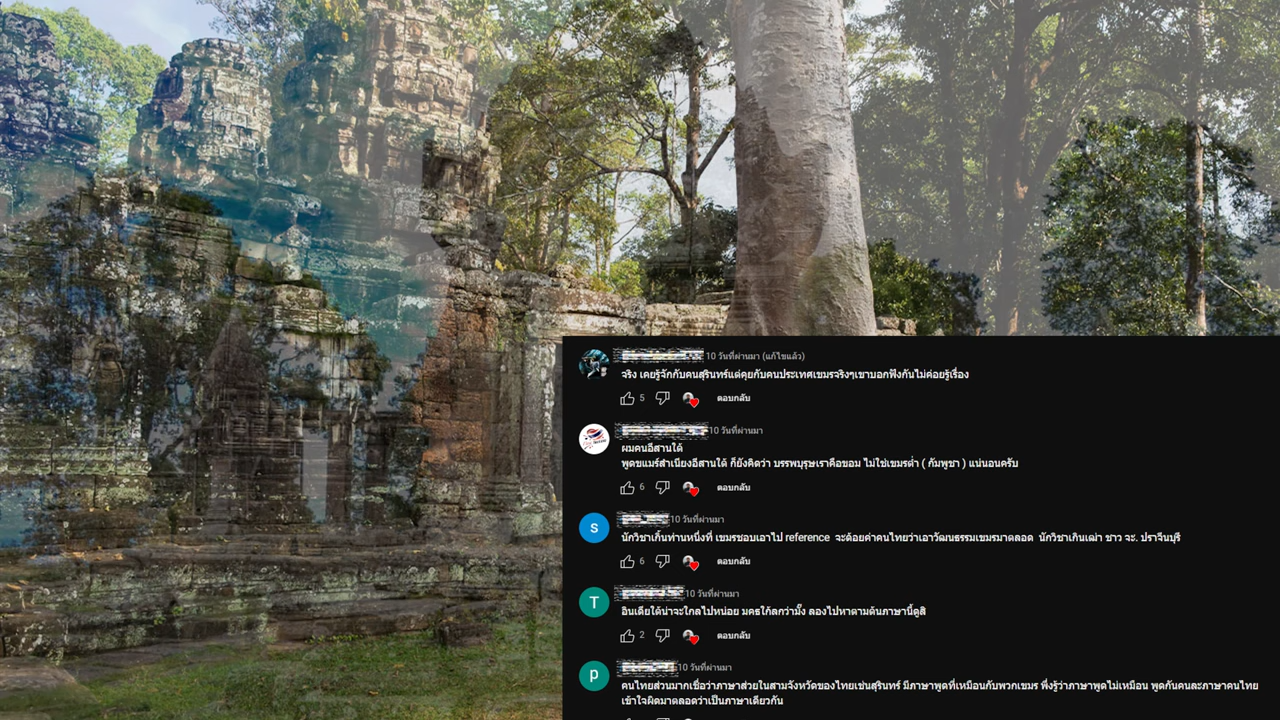 10 วันที่ผ่านมา (แก้ไขแล้ว)
จริง เคยรู้จักกับคนสุรินทร์แต่คุยกับคนประเทศเขมรจริงๆเขาบอกฟังกันไม่ค่อยรู้เรื่อง
5 ตอบกลับ
10 วันที่ผ่านมา
ผมคนอีสานใต้
พูดขแมร์สำเนียงอีสานใต้ ก็ยังคิดว่า บรรพบุรุษเราคือขอม ไม่ใช่เขมรต่ำ ( กัมพูชา ) แน่นอนครับ
6 ตอบกลับ
S
10 วันที่ผ่านมา
นักวิชาเกิ้นท่านหนึ่งที่ เขมรชอบเอาไป reference จะด้อยค่าคนไทยว่าเอาวัฒนธรรมเขมรมาตลอด นักวิชาเกินเฒ่า ชาว จะ. ปราจีนบุรี
6 ตอบกลับ
T
10 วันที่ผ่านมา
อินเดียใต้น่าจะไกลไปหน่อย มคธใกล้กว่ามั้ง ลองไปหาตามต้นภาษานี้ดูสิ
2 ตอบกลับ
p
10 วันที่ผ่านมา
คนไทยส่วนมากเชื่อว่าภาษาส่วยในสามจังหวัดของไทยเช่นสุรินทร์ มีภาษาพูดที่เหมือนกับพวกเขมร พึ่งรู้ว่าภาษาพูดไม่เหมือน พูดกันคนละภาษาคนไทย
เข้าใจผิดมาตลอดว่าเป็นภาษาเดียวกัน